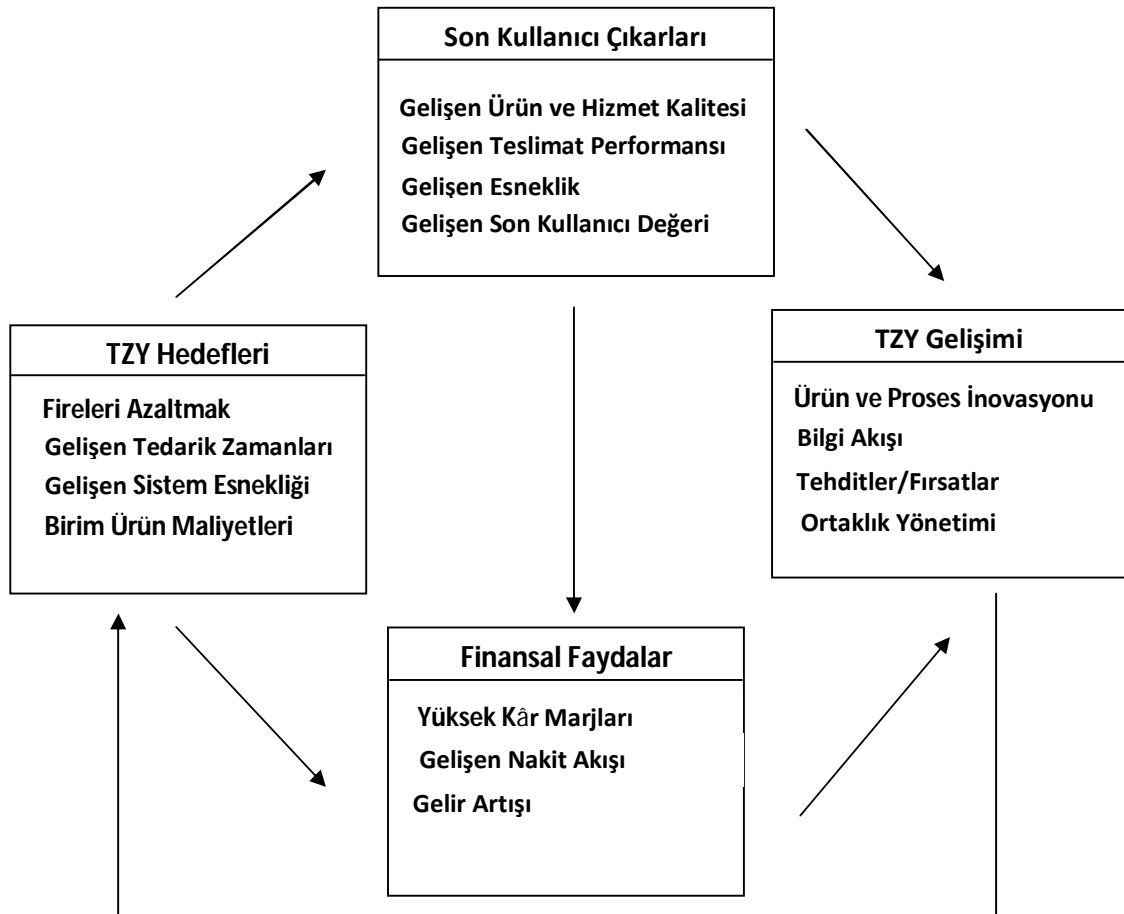 Son Kullanıcı Çıkarları
Gelişen Ürün ve Hizmet Kalitesi
Gelişen Teslimat Performansı
Gelişen Esneklik
Gelişen Son Kullanıcı Değeri
TZY Hedefleri
Fireleri Azaltmak
Gelişen Tedarik Zamanları
Gelişen Sistem Esnekliği
Birim Ürün Maliyetleri
TZY Gelişimi
Ürün ve Proses İnovasyonu
Bilgi Akışı
Tehditler/Fırsatlar
Ortaklık Yönetimi
Finansal Faydalar
Yüksek Kâr Marjları
Gelişen Nakit Akışı
Gelir Artışı